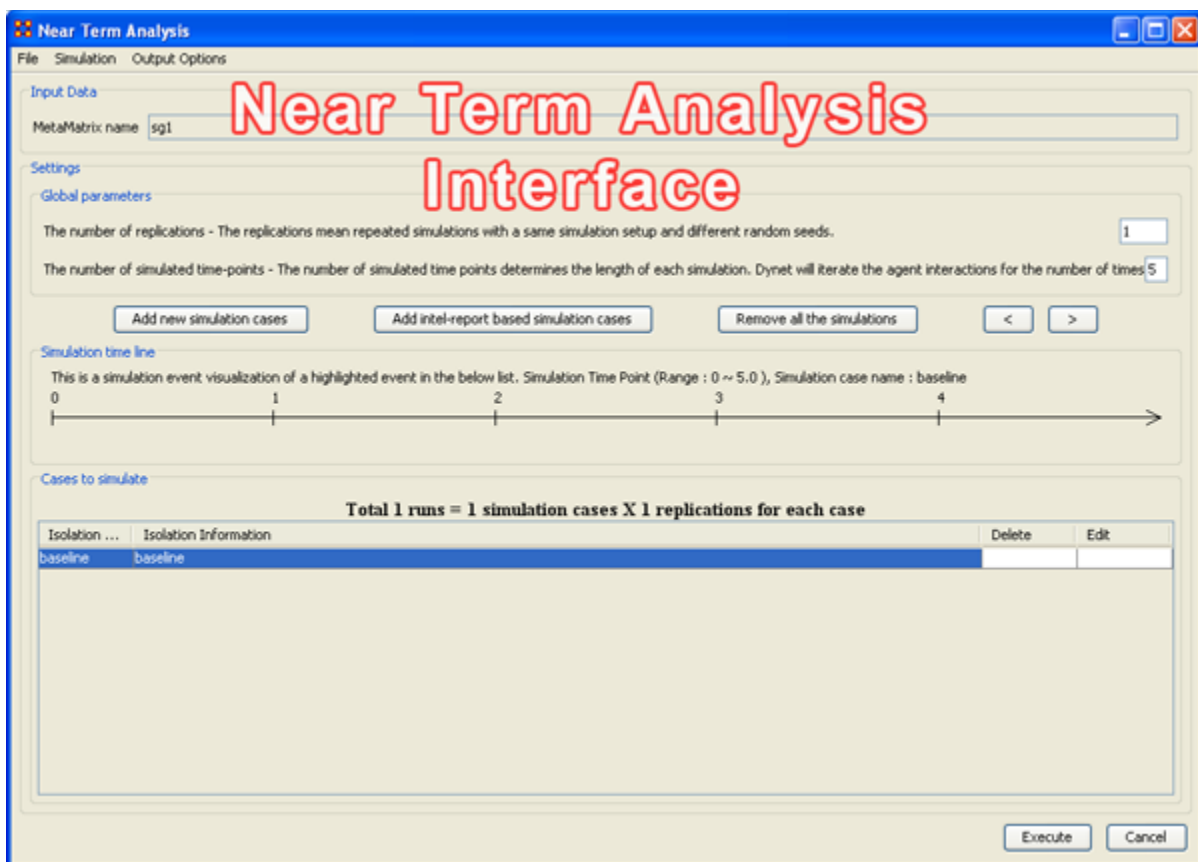 Near Term Analysis
File Simulation Output Options
Near Term Analysis
Interface
Input Data
MetaMatrix name sg1
Settings
Global parameters
The number of replications - The replications mean repeated simulations with a same simulation setup and different random seeds. 1
The number of simulated time-points - The number of simulated time points determines the length of each simulation. Dynet will iterate the agent interactions for the number of times 5
Add new simulation cases Add intel-report based simulation cases Remove all the simulations < >
Simulation time line
This is a simulation event visualization of a highlighted event in the below list. Simulation Time Point (Range : 0 ~ 5.0 ), Simulation case name : baseline
0 1 2 3 4
Cases to simulate
Total 1 runs = 1 simulation cases X 1 replications for each case
Isolation ... Isolation Information Delete Edit
baseline baseline
Execute Cancel